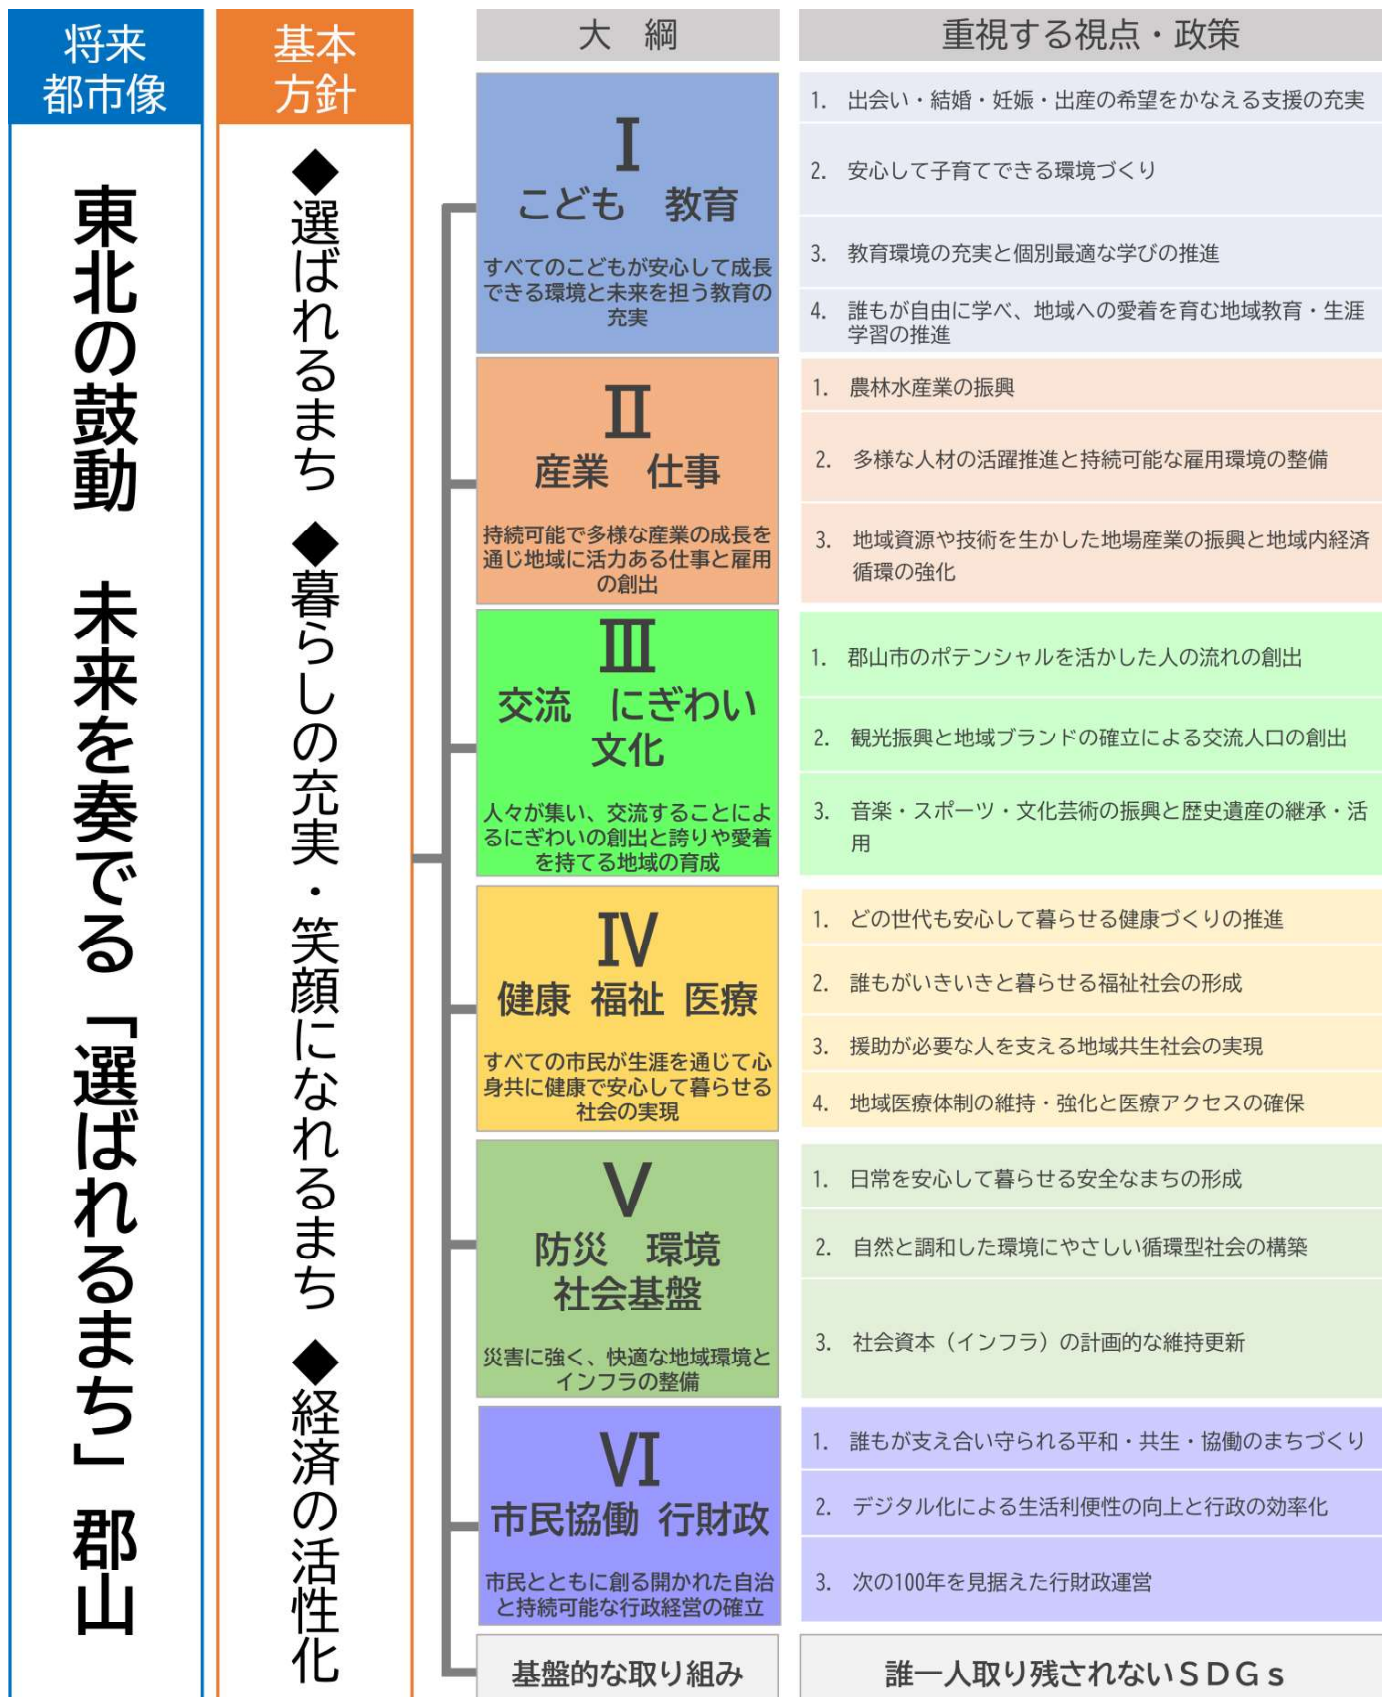 将来
都市像
東北の鼓動　未来を奏でる「選ばれるまち」郡山
基本
方針
◆選ばれるまち ◆暮らしの充実・笑顔になれるまち ◆経済の活性化
大　綱
重視する視点・政策
Ⅰ
こども　教育
すべてのこどもが安心して成長
できる環境と未来を担う教育の
充実
1. 出会い・結婚・妊娠・出産の希望をかなえる支援の充実
2. 安心して子育てできる環境づくり
3. 教育環境の充実と個別最適な学びの推進
4. 誰もが自由に学べ、地域への愛着を育む地域教育・生涯
学習の推進
Ⅱ
産業　仕事
持続可能で多様な産業の成長を
通じ地域に活力ある仕事と雇用
の創出
1. 農林水産業の振興
2. 多様な人材の活躍推進と持続可能な雇用環境の整備
3. 地域資源や技術を生かした地場産業の振興と地域内経済
循環の強化
Ⅲ
交流　にぎわい
文化
人々が集い、交流することによ
るにぎわいの創出と誇りや愛着
を持てる地域の育成
1. 郡山市のポテンシャルを活かした人の流れの創出
2. 観光振興と地域ブランドの確立による交流人口の創出
3. 音楽・スポーツ・文化芸術の振興と歴史遺産の継承・活
用
Ⅳ
健康 福祉 医療
すべての市民が生涯を通じて心
身共に健康で安心して暮らせる
社会の実現
1. どの世代も安心して暮らせる健康づくりの推進
2. 誰もがいきいきと暮らせる福祉社会の形成
3. 援助が必要な人を支える地域共生社会の実現
4. 地域医療体制の維持・強化と医療アクセスの確保
Ⅴ
防災　環境
社会基盤
災害に強く、快適な地域環境と
インフラの整備
1. 日常を安心して暮らせる安全なまちの形成
2. 自然と調和した環境にやさしい循環型社会の構築
3. 社会資本（インフラ）の計画的な維持更新
Ⅵ
市民協働 行財政
市民とともに創る開かれた自治
と持続可能な行政経営の確立
1. 誰もが支え合い守られる平和・共生・協働のまちづくり
2. デジタル化による生活利便性の向上と行政の効率化
3. 次の100年を見据えた行財政運営
基盤的な取り組み
誰一人取り残されないＳＤＧｓ